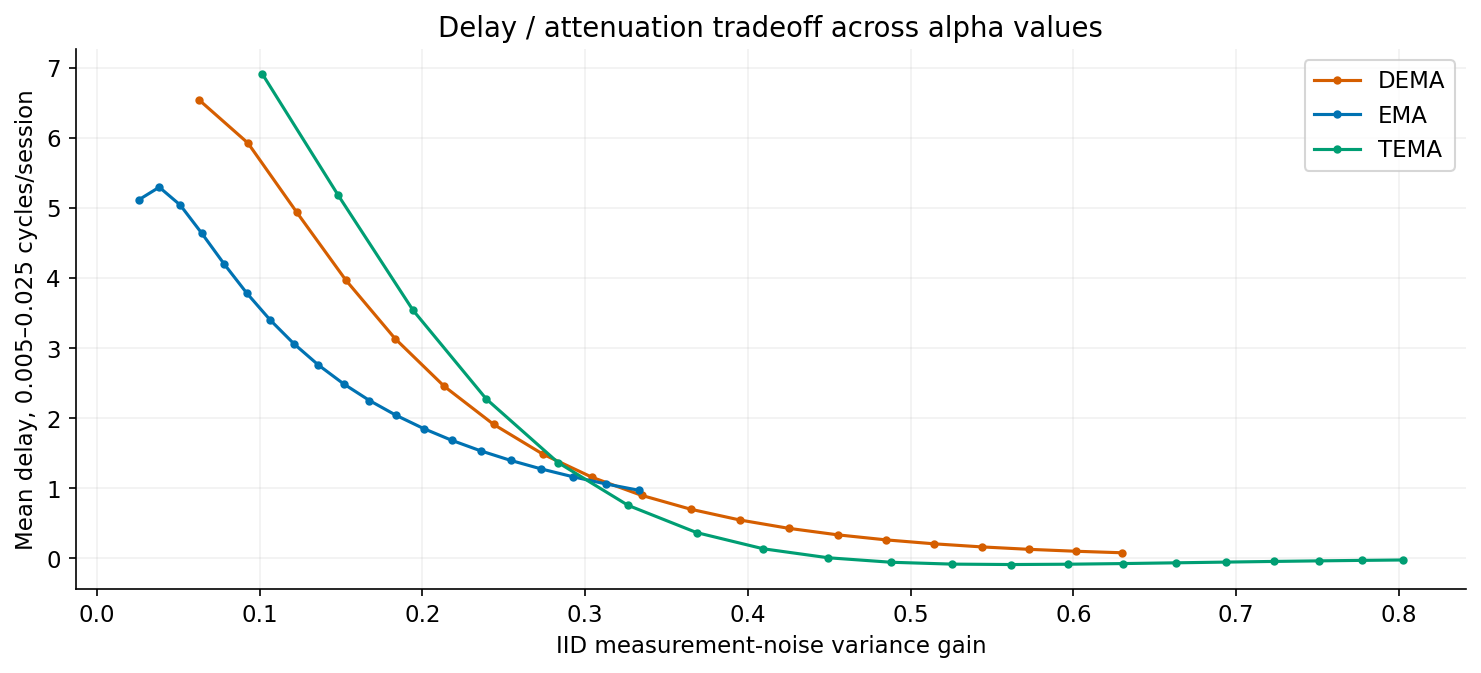 Delay / attenuation tradeoff across alpha values
Mean delay, 0.005–0.025 cycles/session
7
6
5
4
3
2
1
0
DEMA
EMA
TEMA
0.0 0.1 0.2 0.3 0.4 0.5 0.6 0.7 0.8
IID measurement-noise variance gain